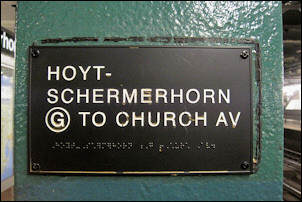 HOYT-
SCHERMERHORN
G TO CHURCH AV